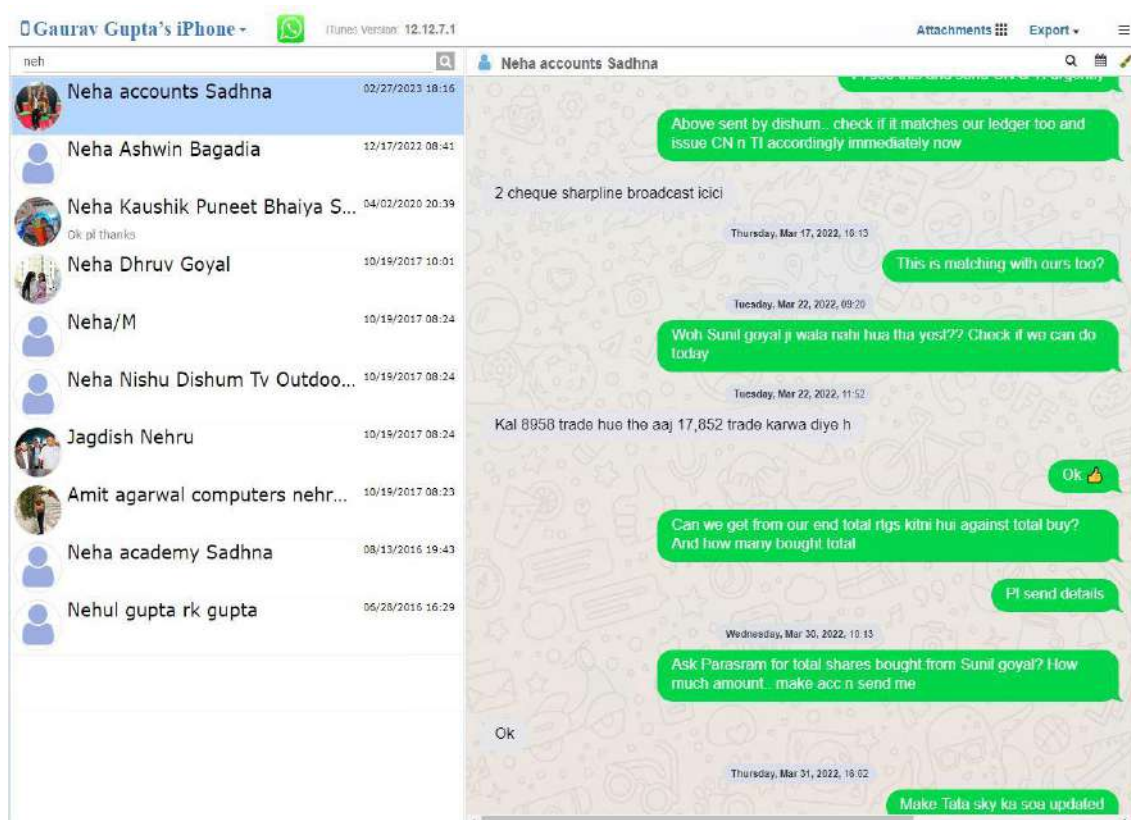 Gaurav Gupta's iPhone
iTunes Version: 12.12.7.1
Attachments
Export
neh
Neha accounts Sadhna
02/27/2023 18:16
Neha Ashwin Bagadia
12/17/2022 08:41
Neha Kaushik Puneet Bhaiya S...
04/02/2020 20:39
Ok pl thanks
Neha Dhruv Goyal
10/19/2017 10:01
Neha/M
10/19/2017 08:24
Neha Nishu Dishum Tv Outdoo...
10/19/2017 08:24
Jagdish Nehru
10/19/2017 08:24
Amit agarwal computers nehr...
10/19/2017 08:23
Neha academy Sadhna
08/13/2016 19:43
Nehul gupta rk gupta
06/28/2016 16:29
Neha accounts Sadhna
Above sent by dishum.. check if it matches our ledger too and
issue CN n TI accordingly immediately now
2 cheque sharpline broadcast icici
Thursday, Mar 17, 2022, 16:13
This is matching with ours too?
Tuesday, Mar 22, 2022, 09:20
Woh Sunil goyal ji wala nahi hua tha yest?? Check if we can do
today
Tuesday, Mar 22, 2022, 11:52
Kal 8958 trade hue the aaj 17,852 trade karwa diye h
Ok 👍
Can we get from our end total rtgs kitni hui against total buy?
And how many bought total
Pl send details
Wednesday, Mar 30, 2022,
Ask Parasram for total shares bought from Sunil goyal? How
much amount.. make acc n send me
Ok
Thursday, Mar 31, 2022, 16:02
Make Tata sky ka soa updated